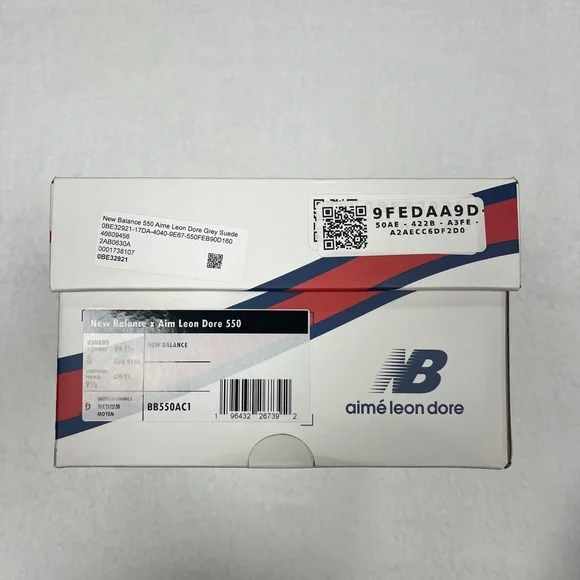 New Balance 550 Aime Leon Dore Grey Suede
0BE32921-17DA-4040-9E67-550FEB90D160
46609456
2AB0630A
0001738107
0BE32921
9FEDAA9D-
50AE - 422B - A3FE -
A2AECC6DF2D0
New Balance x Aim Leon Dore 550
NEW BALANCE
D
MEDIUM
MOYEN
BB550AC1
1 96432 26739 2
NB
aimé leon dore